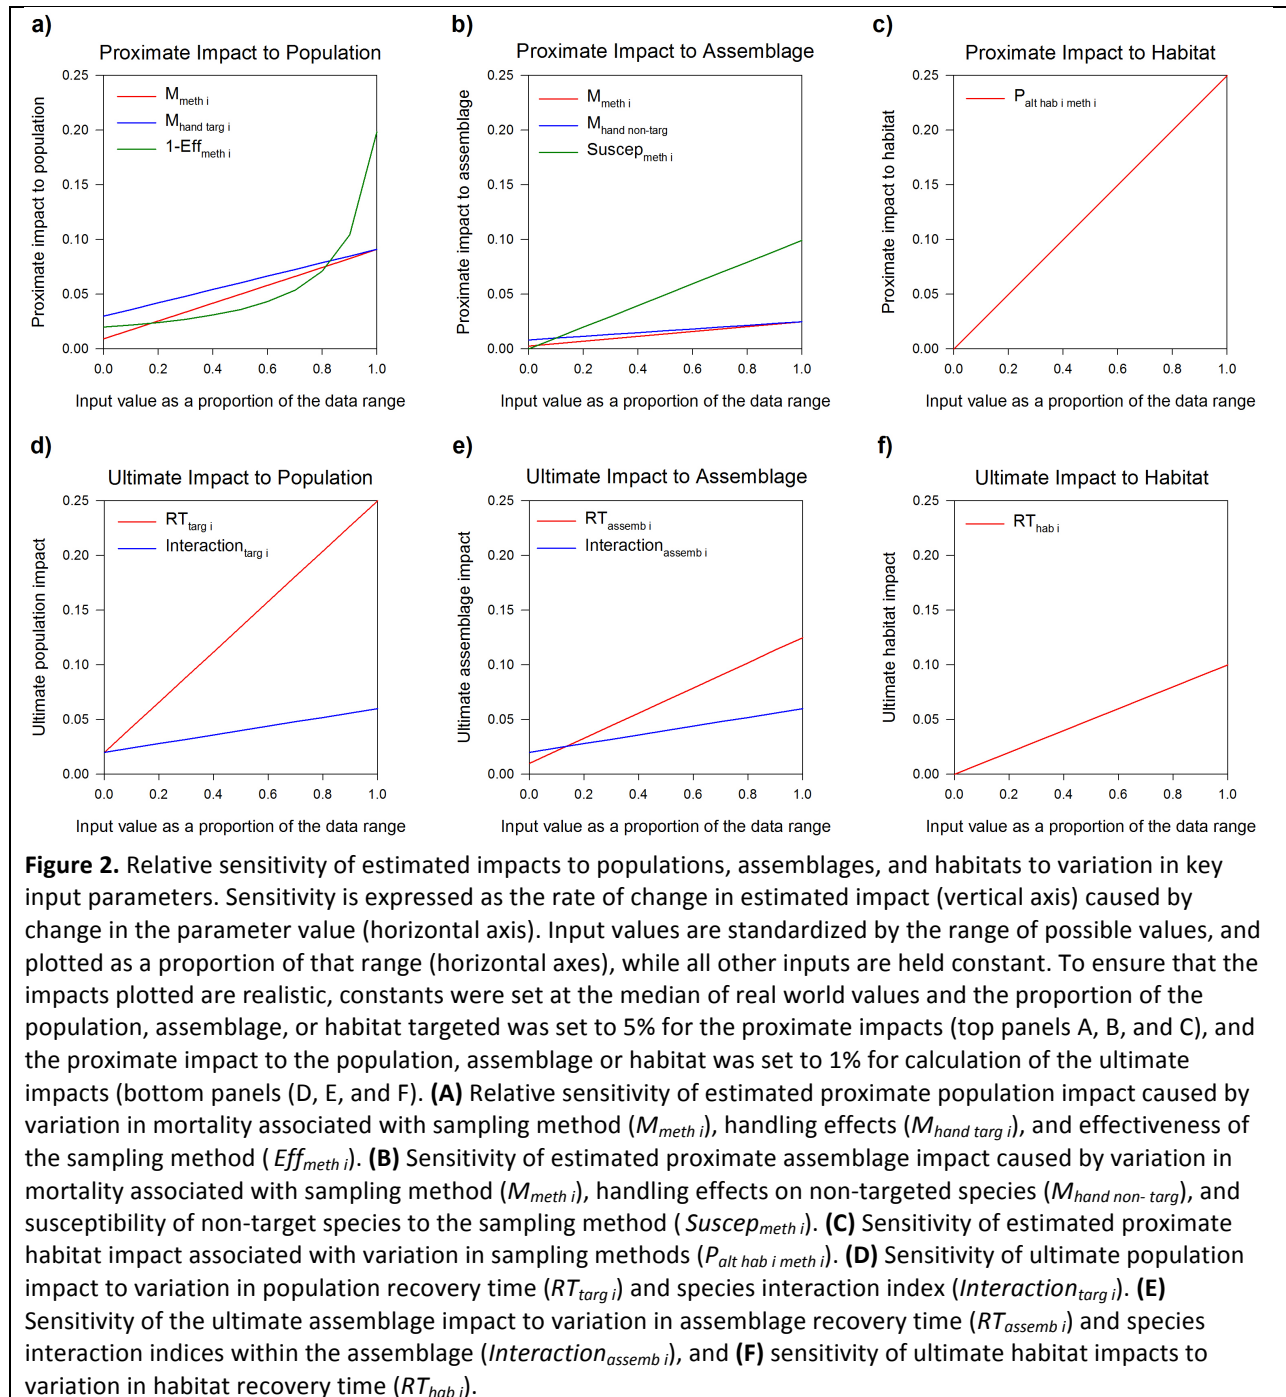 a)
Proximate Impact to Population
0.25
0.20
0.15
0.10
0.05
0.00
Proximate impact to population
M meth i
M hand targ i
1-Eff meth i
0.0 0.2 0.4 0.6 0.8 1.0
Input value as a proportion of the data range
b)
Proximate Impact to Assemblage
0.25
0.20
0.15
0.10
0.05
0.00
Proximate impact to assemblage
M meth i
M hand non-targ
Suscep meth i
0.0 0.2 0.4 0.6 0.8 1.0
Input value as a proportion of the data range
c)
Proximate Impact to Habitat
0.25
0.20
0.15
0.10
0.05
0.00
Proximate impact to habitat
P alt hab i meth i
0.0 0.2 0.4 0.6 0.8 1.0
Input value as a proportion of the data range
d)
Ultimate Impact to Population
0.25
0.20
0.15
0.10
0.05
0.00
Ultimate population impact
RT targ i
Interaction targ i
0.0 0.2 0.4 0.6 0.8 1.0
Input value as a proportion of the data range
e)
Ultimate Impact to Assemblage
0.25
0.20
0.15
0.10
0.05
0.00
Ultimate assemblage impact
RT assemb i
Interaction assemb i
0.0 0.2 0.4 0.6 0.8 1.0
Input value as a proportion of the data range
f)
Ultimate Impact to Habitat
0.25
0.20
0.15
0.10
0.05
0.00
Ultimate habitat impact
RT hab i
0.0 0.2 0.4 0.6 0.8 1.0
Input value as a proportion of the data range
Figure 2. Relative sensitivity of estimated impacts to populations, assemblages, and habitats to variation in key
input parameters. Sensitivity is expressed as the rate of change in estimated impact (vertical axis) caused by
change in the parameter value (horizontal axis). Input values are standardized by the range of possible values, and
plotted as a proportion of that range (horizontal axes), while all other inputs are held constant. To ensure that the
impacts plotted are realistic, constants were set at the median of real world values and the proportion of the
population, assemblage, or habitat targeted was set to 5% for the proximate impacts (top panels A, B, and C), and
the proximate impact to the population, assemblage or habitat was set to 1% for calculation of the ultimate
impacts (bottom panels (D, E, and F). (A) Relative sensitivity of estimated proximate population impact caused by
variation in mortality associated with sampling method (M meth i), handling effects (M hand targ i), and effectiveness of
the sampling method ( Eff meth i). (B) Sensitivity of estimated proximate assemblage impact caused by variation in
mortality associated with sampling method (M meth i), handling effects on non-targeted species (M hand non- targ), and
susceptibility of non-target species to the sampling method ( Suscep meth i). (C) Sensitivity of estimated proximate
habitat impact associated with variation in sampling methods (P alt hab i meth i). (D) Sensitivity of ultimate population
impact to variation in population recovery time (RT targ i) and species interaction index (Interaction targ i). (E)
Sensitivity of the ultimate assemblage impact to variation in assemblage recovery time (RT assemb i) and species
interaction indices within the assemblage (Interaction assemb i), and (F) sensitivity of ultimate habitat impacts to
variation in habitat recovery time (RT hab i).